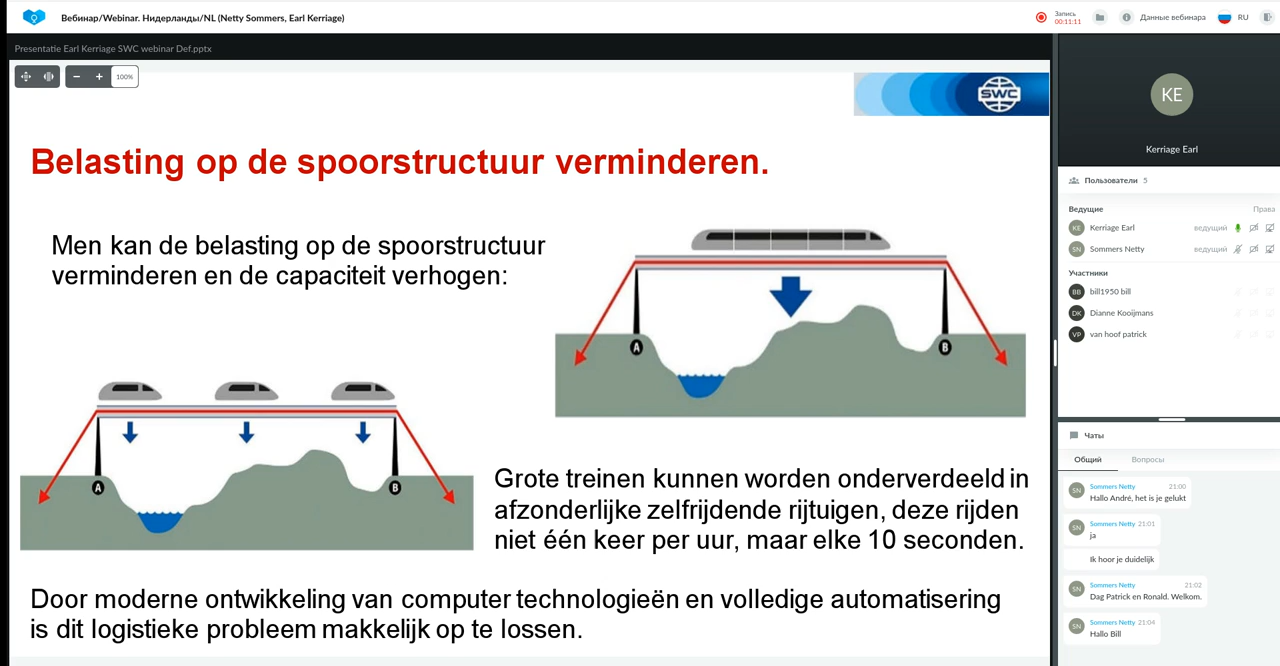 Вебинар/Webinar. Нидерланды/NL (Netty Sommers, Earl Kerriage)
Запись
00:11:11
Данные вебинара
RU
Presentatie Earl Kerriage SWC webinar Def.pptx
100%
SWC
Belasting op de spoorstructuur verminderen.
Men kan de belasting op de spoorstructuur
verminderen en de capaciteit verhogen:
A
B
A
B
Grote treinen kunnen worden onderverdeeld in
afzonderlijke zelfrijdende rijtuigen, deze rijden
niet één keer per uur, maar elke 10 seconden.
Door moderne ontwikkeling van computer technologieën en volledige automatisering
is dit logistieke probleem makkelijk op te lossen.
KE
Kerriage Earl
Пользователи 5
Ведущие Права
KE Kerriage Earl ведущий
SN Sommers Netty ведущий
Участники
BB bill1950 bill
DK Dianne Kooijmans
VP van hoof patrick
Чаты
Общий Вопросы
SN Sommers Netty 21:00
Hallo André, het is je gelukt
SN Sommers Netty 21:01
ja
Ik hoor je duidelijk
SN Sommers Netty 21:02
Dag Patrick en Ronald. Welkom.
SN Sommers Netty 21:04
Hallo Bill